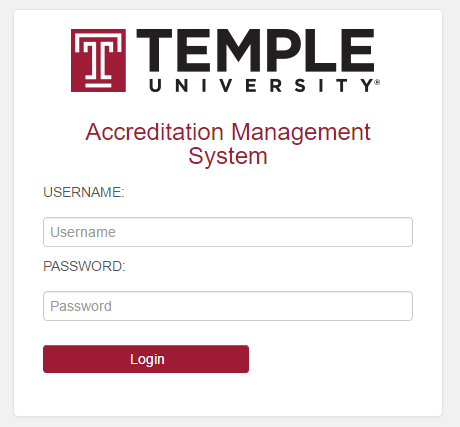 TEMPLE
UNIVERSITY®
Accreditation Management
System
USERNAME:
Username
PASSWORD:
Password
Login